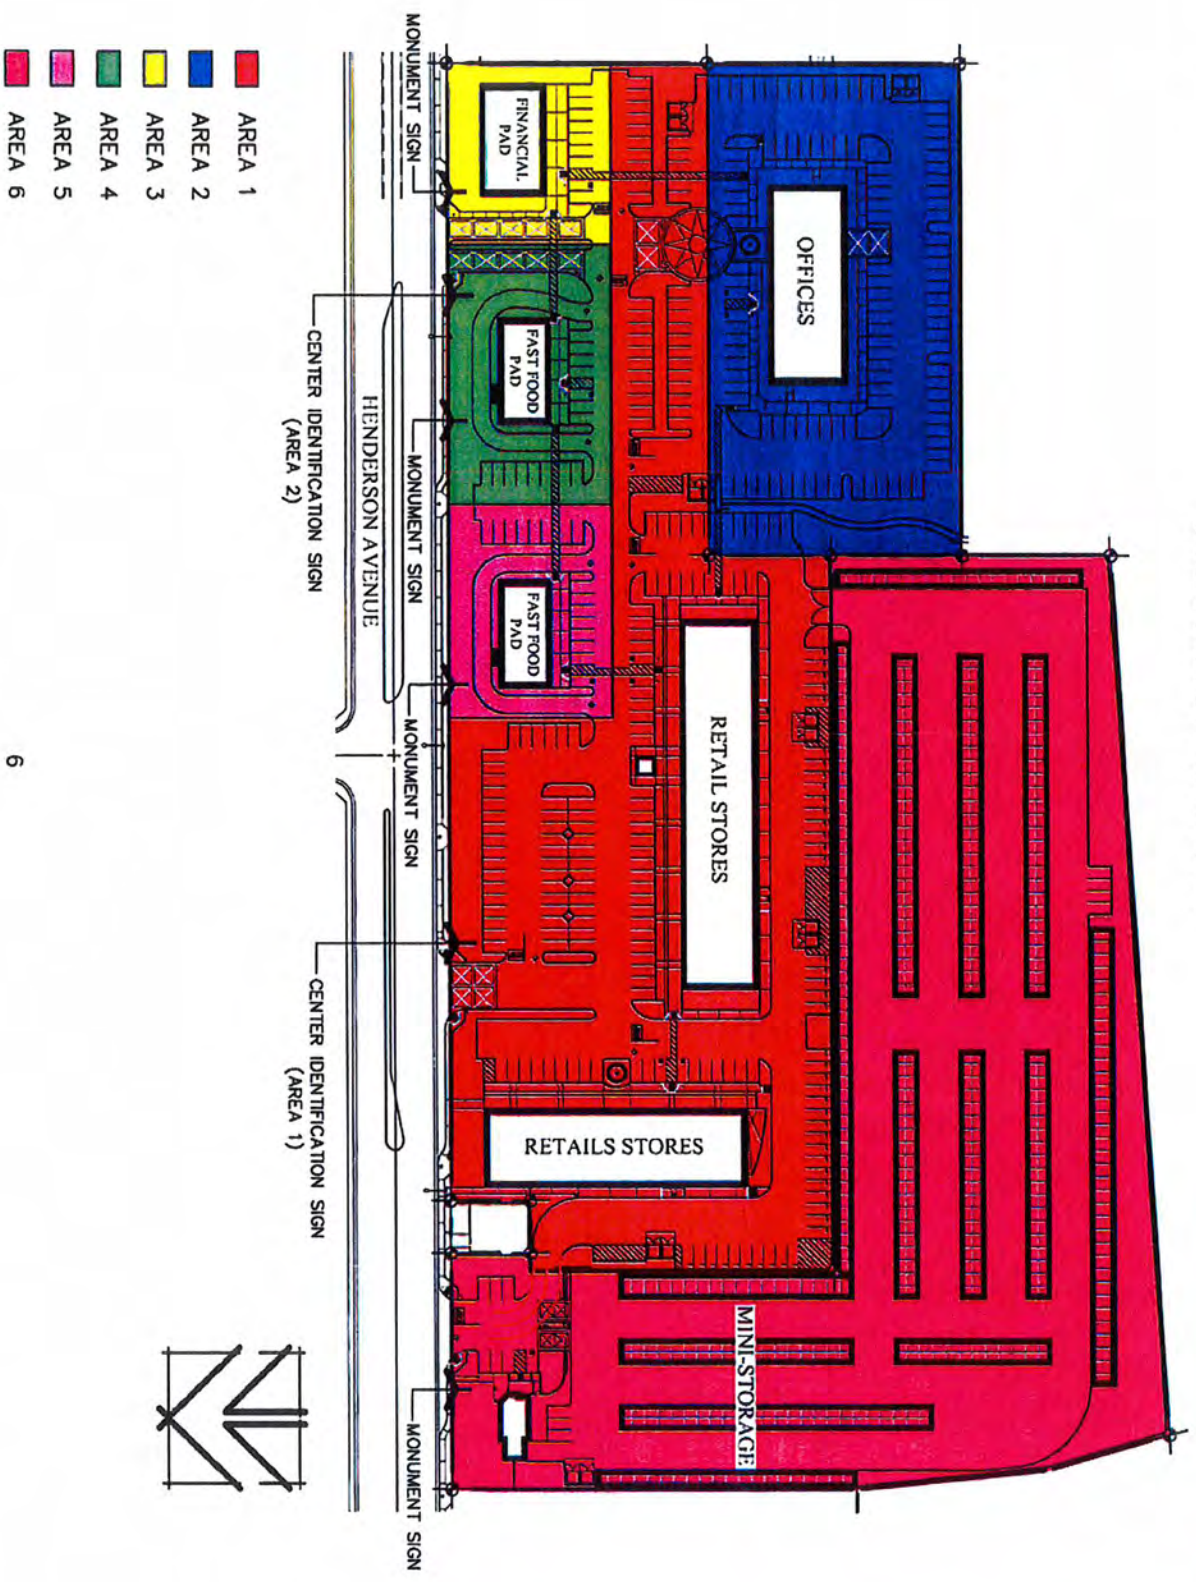 OFFICES
FINANCIAL
PAD
FAST FOOD
PAD
FAST FOOD
PAD
RETAIL STORES
RETAILS STORES
MINI-STORAGE
MONUMENT SIGN
CENTER IDENTIFICATION SIGN
(AREA 2)
MONUMENT SIGN
HENDERSON AVENUE
MONUMENT SIGN
CENTER IDENTIFICATION SIGN
(AREA 1)
MONUMENT SIGN
AREA 1
AREA 2
AREA 3
AREA 4
AREA 5
AREA 6
6